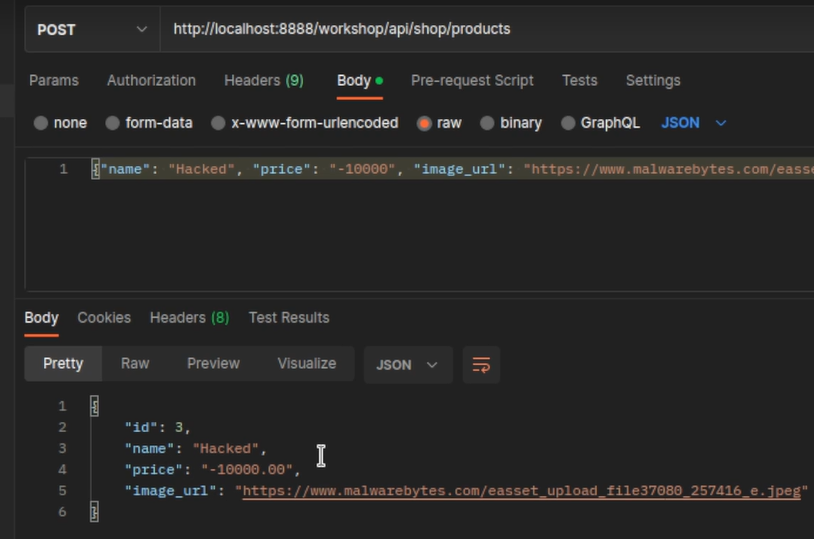 POST http://localhost:8888/workshop/api/shop/products
Params Authorization Headers (9) Body Pre-request Script Tests Settings
none form-data x-www-form-urlencoded raw binary GraphQL JSON
1 {"name": "Hacked", "price": "-10000", "image_url": "https://www.malwarebytes.com/easse
Body Cookies Headers (8) Test Results
Pretty Raw Preview Visualize JSON
1 {
2 "id": 3,
3 "name": "Hacked",
4 "price": "-10000.00",
5 "image_url": "https://www.malwarebytes.com/easset_upload_file37080_257416_e.jpeg"
6 }